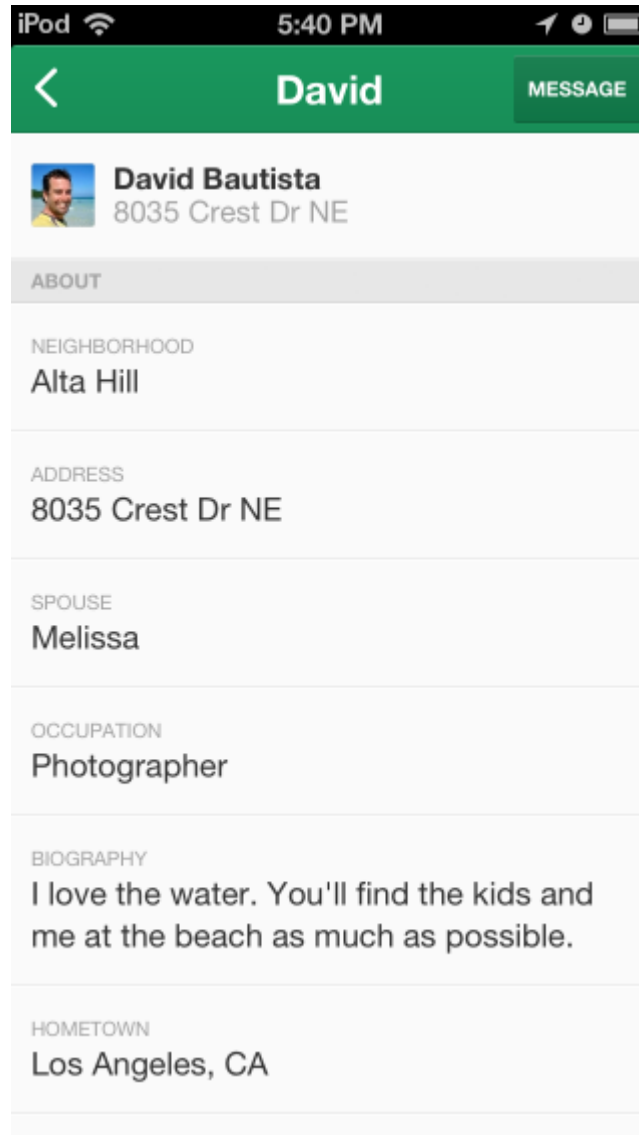 iPod 5:40 PM
David MESSAGE
David Bautista
8035 Crest Dr NE
ABOUT
NEIGHBORHOOD
Alta Hill
ADDRESS
8035 Crest Dr NE
SPOUSE
Melissa
OCCUPATION
Photographer
BIOGRAPHY
I love the water. You'll find the kids and
me at the beach as much as possible.
HOMETOWN
Los Angeles, CA